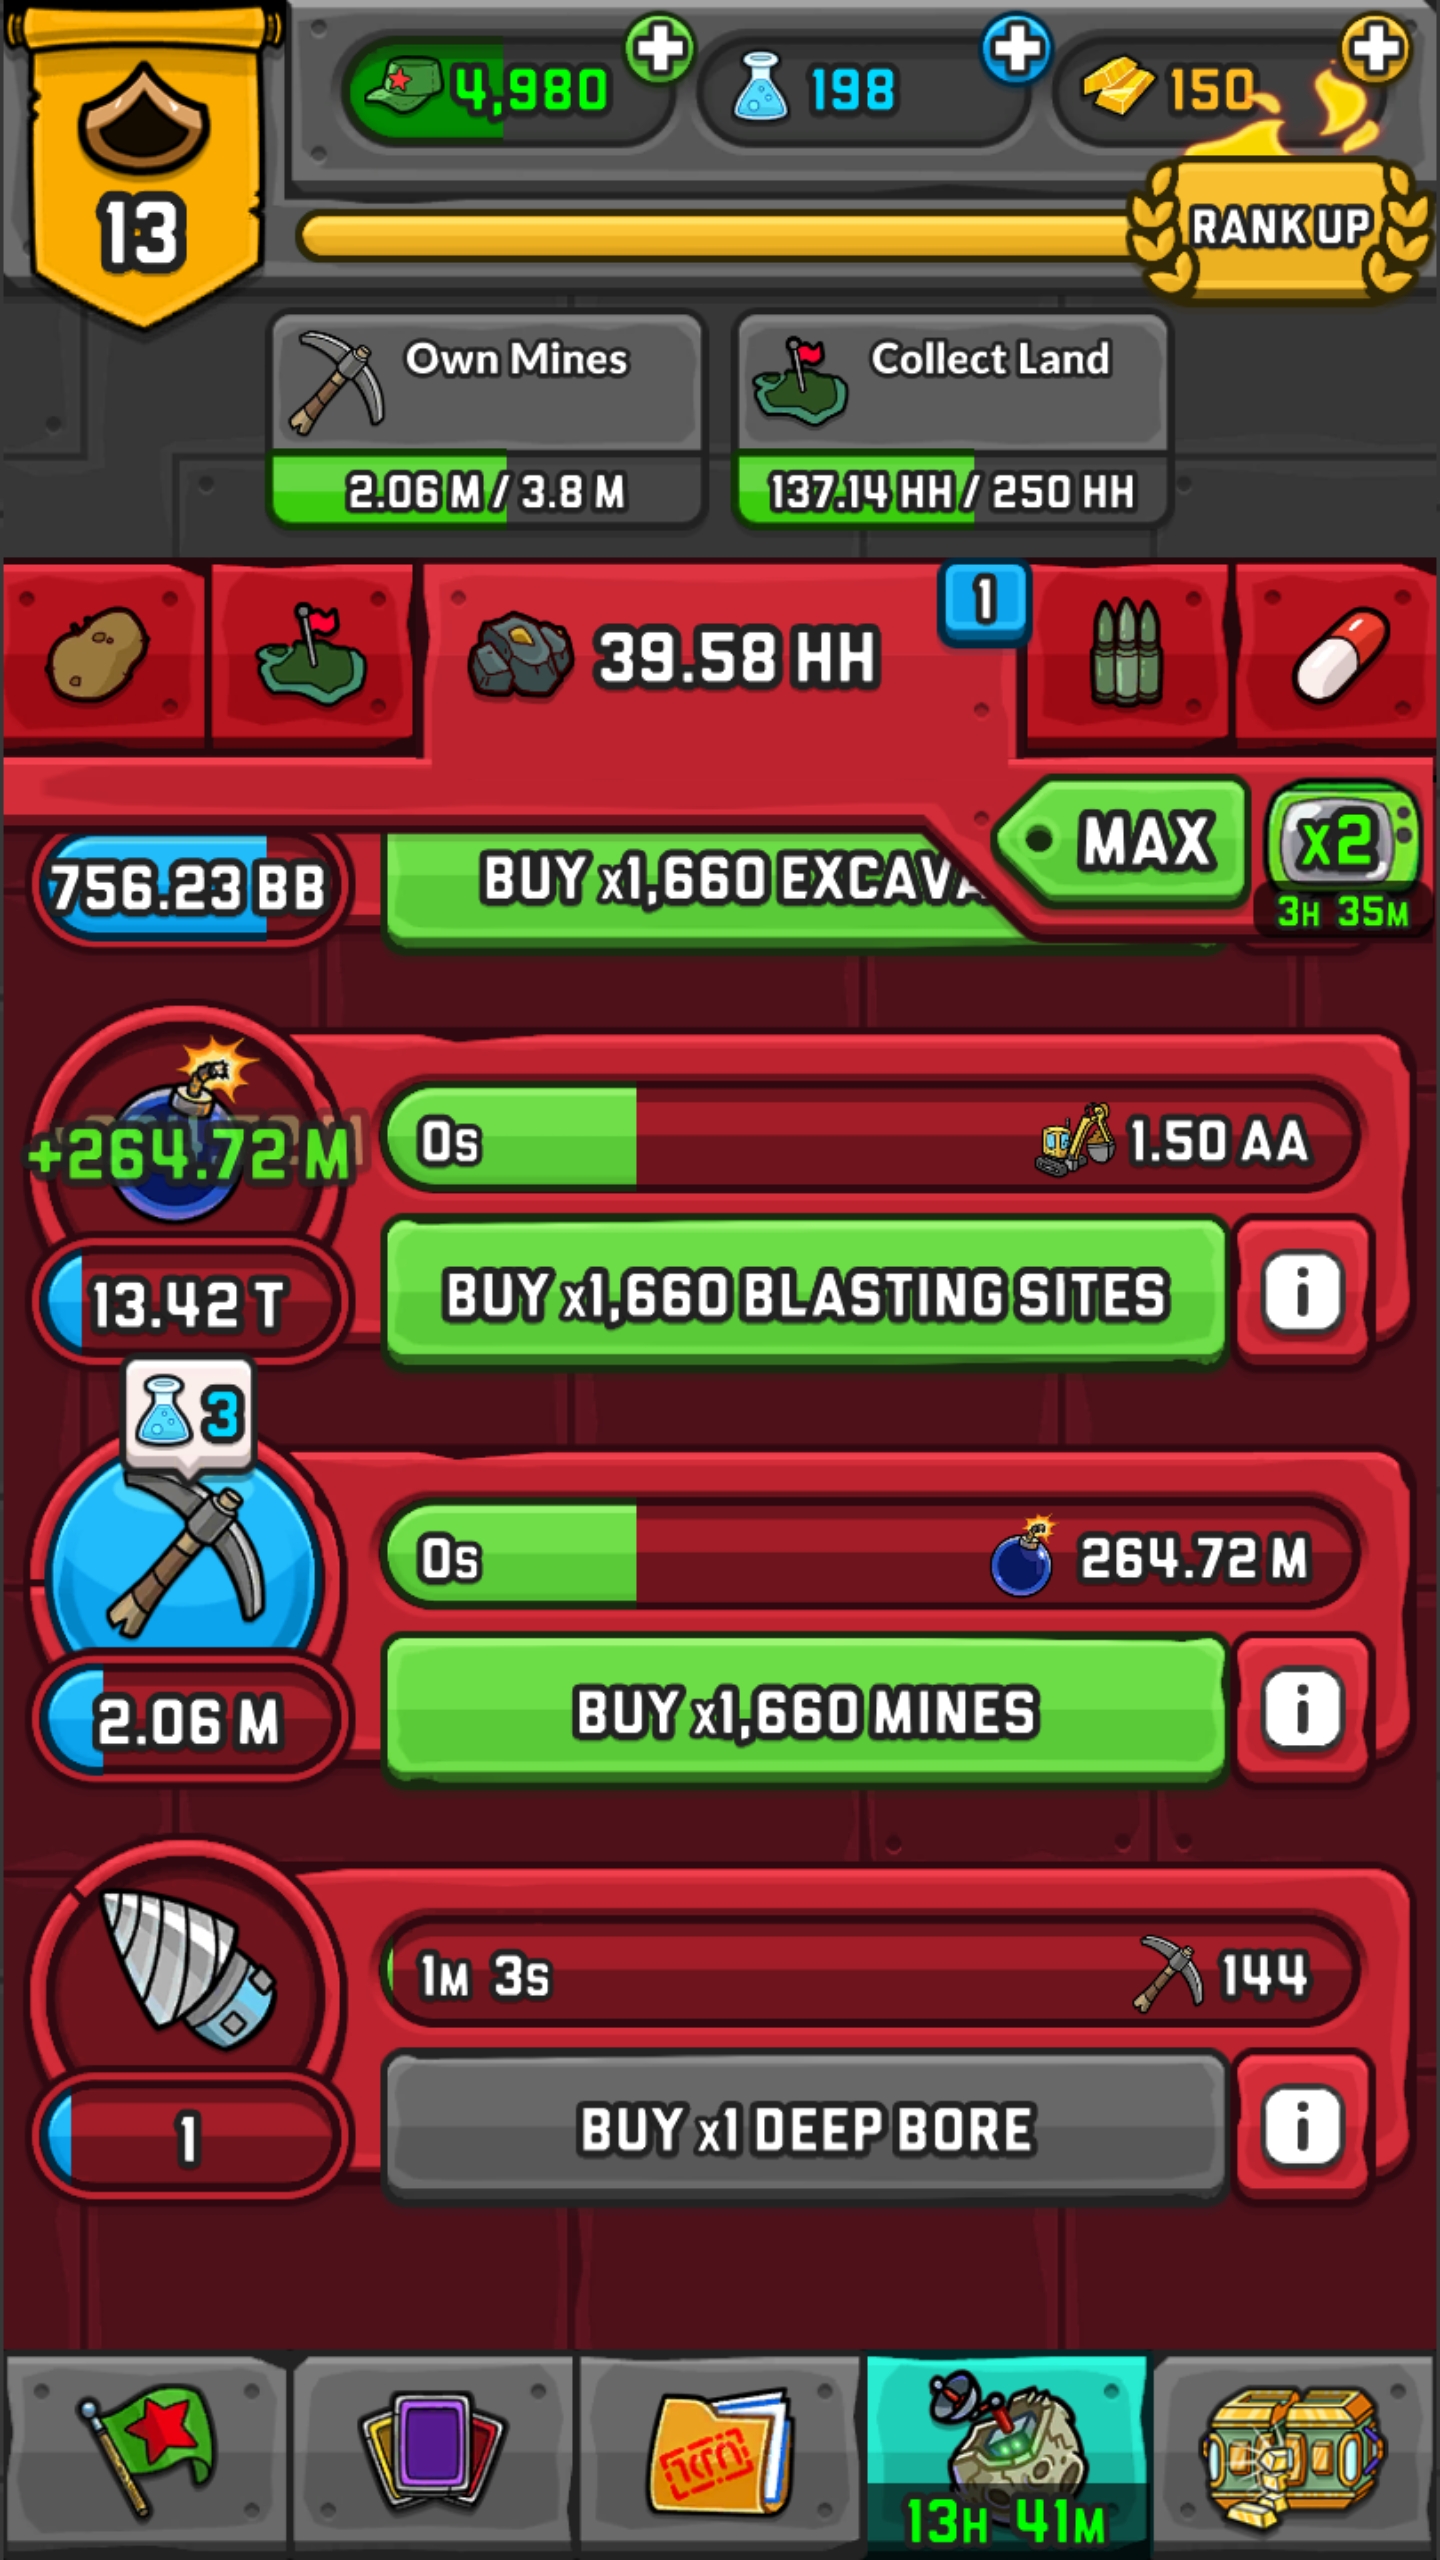 4,980
198
150
13
RANK UP
Own Mines
Collect Land
2.06 M / 3.8 M
137.14 HH / 250 HH
39.58 HH
1
MAX
x2
3H 35M
756.23 BB
BUY x1,660 EXCAVA
+264.72 M
0s
1.50 AA
13.42 T
BUY x1,660 BLASTING SITES
3
0s
264.72 M
2.06 M
BUY x1,660 MINES
1M 3s
144
1
BUY x1 DEEP BORE
13H 41M